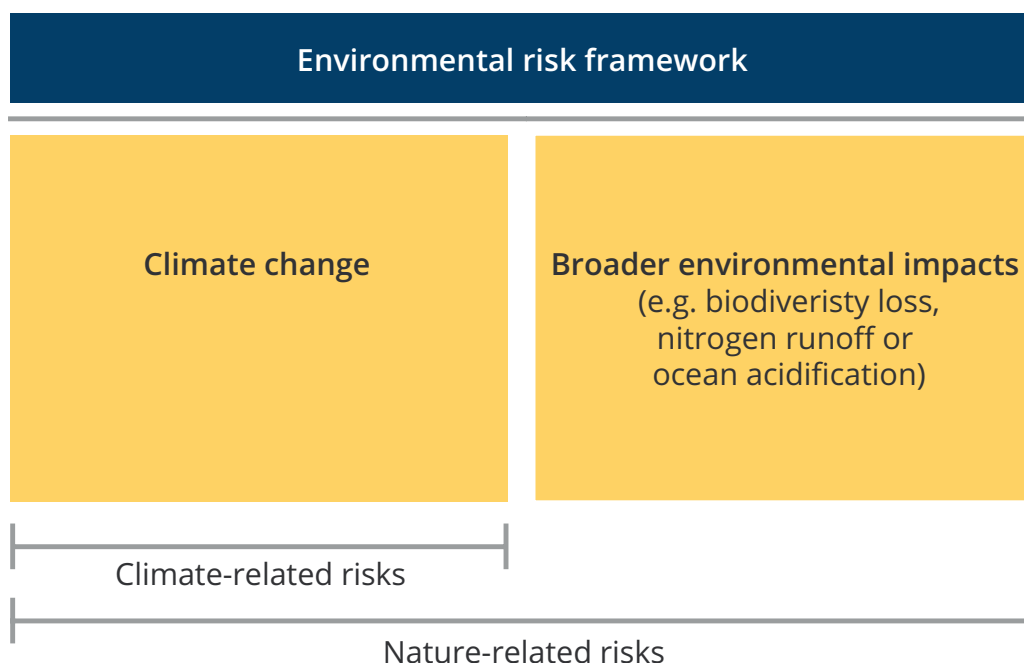 Environmental risk framework
Climate change
Broader environmental impacts
(e.g. biodiveristy loss,
nitrogen runoff or
ocean acidification)
Climate-related risks
Nature-related risks